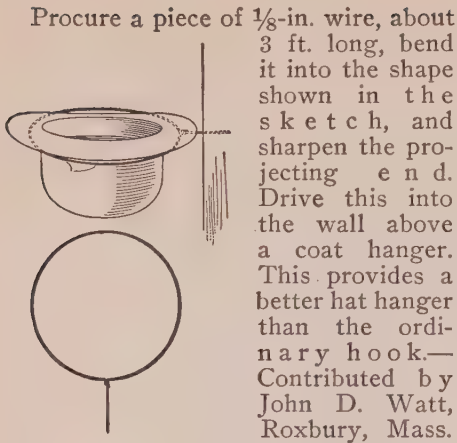 Procure a piece of ⅛-in. wire, about
3 ft. long, bend
it into the shape
shown in the
sketch, and
sharpen the pro-
jecting end.
Drive this into
the wall above
a coat hanger.
This provides a
better hat hanger
than the ordi-
nary hook.—
Contributed by
John D. Watt,
Roxbury, Mass.